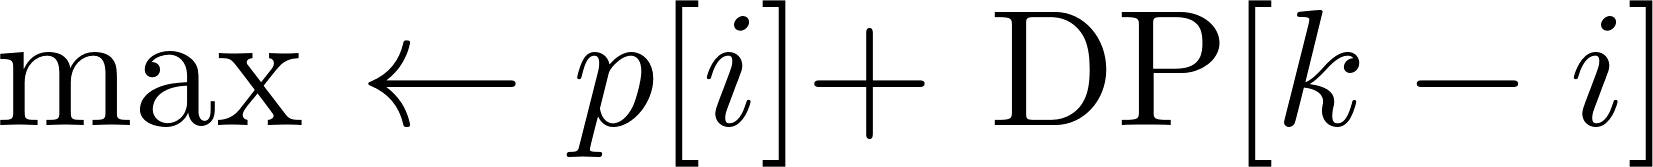 max ← p[i]+ DP[k − i]